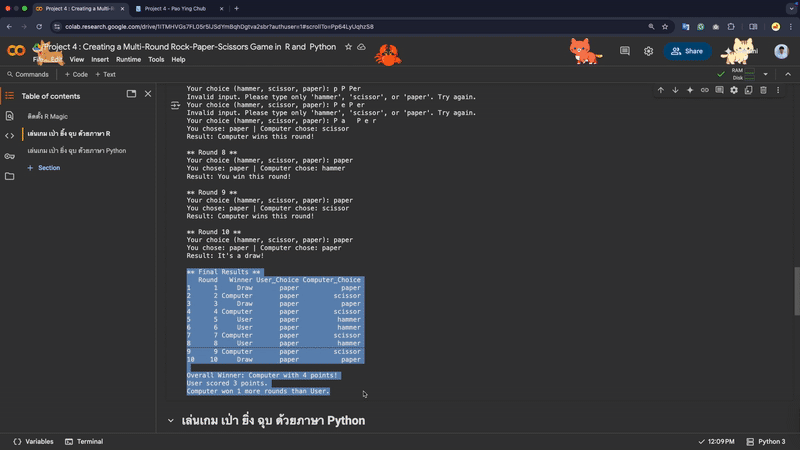 Project 4 : Creating a Multi-R
Project 4 - Pao Ying Chub
colab.research.google.com/drive/1ITMHVGs7FL05r5lJSdYmBqhDgtva2sbr?authuser=1#scrollTo=Pp64LyUqhzS8
Project 4 : Creating a Multi-Round Rock-Paper-Scissors Game in R and Python
Share
File Edit View Insert Runtime Tools Help
Commands + Code + Text
RAM
Disk
Table of contents
ติดตั้ง R Magic
เล่นเกม เป่า ยิ้ง ฉุบ ด้วยภาษา R
เล่นเกม เป่า ยิ้ง ฉุบ ด้วยภาษา Python
+ Section
Your choice (hammer, scissor, paper): p P Per
Invalid input. Please type only 'hammer', 'scissor', or 'paper'. Try again.
Your choice (hammer, scissor, paper): P e P er
Invalid input. Please type only 'hammer', 'scissor', or 'paper'. Try again.
Your choice (hammer, scissor, paper): P a P e r
You chose: paper | Computer chose: scissor
Result: Computer wins this round!
** Round 8 **
Your choice (hammer, scissor, paper): paper
You chose: paper | Computer chose: hammer
Result: You win this round!
** Round 9 **
Your choice (hammer, scissor, paper): paper
You chose: paper | Computer chose: scissor
Result: Computer wins this round!
** Round 10 **
Your choice (hammer, scissor, paper): paper
You chose: paper | Computer chose: paper
Result: It's a draw!
** Final Results **
Round Winner User_Choice Computer_Choice
1 1 Draw paper paper
2 2 Computer paper scissor
3 3 Draw paper paper
4 4 Computer paper scissor
5 5 User paper hammer
6 6 User paper hammer
7 7 Computer paper scissor
8 8 User paper hammer
9 9 Computer paper scissor
10 10 Draw paper paper
Overall Winner: Computer with 4 points!
User scored 3 points.
Computer won 1 more rounds than User.
เล่นเกม เป่า ยิ้ง ฉุบ ด้วยภาษา Python
Variables Terminal
12:09PM Python 3